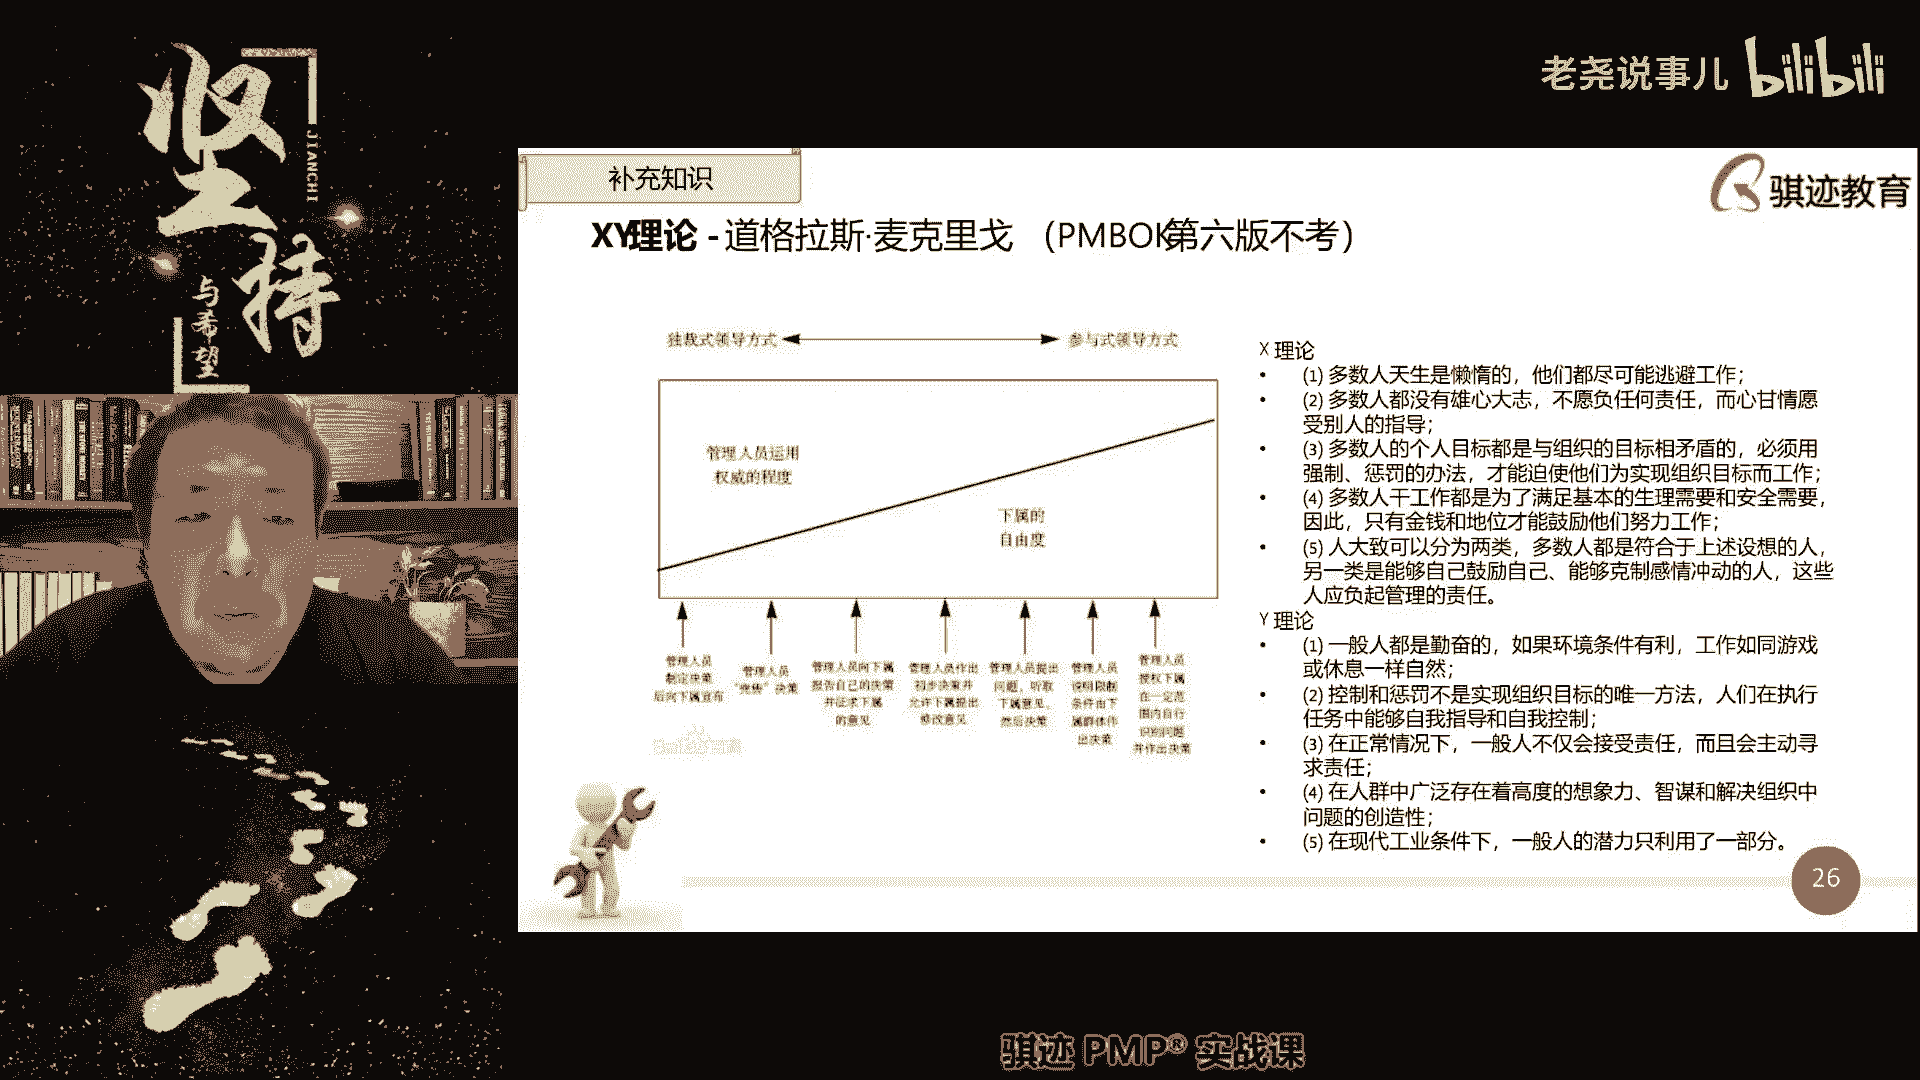 坚持
JIANCHI
与希望
老尧说事儿 bilibili
补充知识
骐迹教育
XY理论 - 道格拉斯·麦克里戈 （PMBOK第六版不考）
独裁式领导方式
参与式领导方式
管理人员运用
权威的程度
下属的
自由度
管理人员
制定决策
后向下属宣布
管理人员
决策
管理人员向下属
报告自己的决策
并征求下属
的意见
管理人员作出
初步决策并
允许下属提出
修改意见
管理人员提出
问题，听取
下属意见，
然后决策
管理人员
说明限制
条件由下
属群体作
出决策
管理人员
授权下属
在一定范
围内自行
识别问题
并作出决策
X 理论
• (1) 多数人天生是懒惰的，他们都尽可能逃避工作；
• (2) 多数人都没有雄心大志，不愿负任何责任，而心甘情愿
受别人的指导；
• (3) 多数人的个人目标都是与组织的目标相矛盾的，必须用
强制、惩罚的办法，才能迫使他们为实现组织目标而工作；
• (4) 多数人干工作都是为了满足基本的生理需要和安全需要，
因此，只有金钱和地位才能鼓励他们努力工作；
• (5) 人大致可以分为两类，多数人都是符合于上述设想的人，
另一类是能够自己鼓励自己、能够克制感情冲动的人，这些
人应负起管理的责任。
Y 理论
• (1) 一般人都是勤奋的，如果环境条件有利，工作如同游戏
或休息一样自然；
• (2) 控制和惩罚不是实现组织目标的唯一方法，人们在执行
任务中能够自我指导和自我控制；
• (3) 在正常情况下，一般人不仅会接受责任，而且会主动寻
求责任；
• (4) 在人群中广泛存在着高度的想象力、智谋和解决组织中
问题的创造性；
• (5) 在现代工业条件下，一般人的潜力只利用了一部分。
26
骐迹 PMP® 实战课